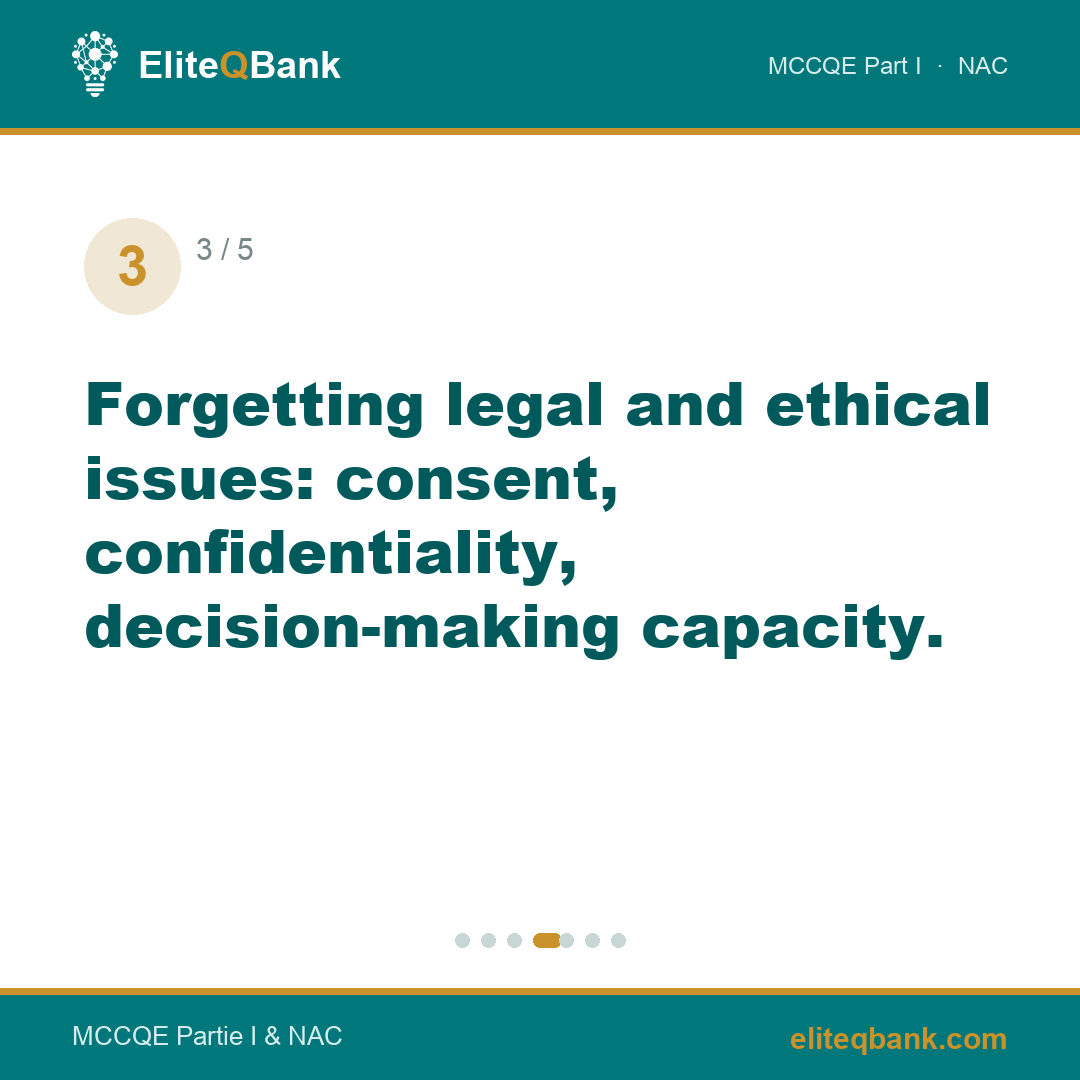 EliteQBank
MCCQE Part I · NAC
3
3 / 5
Forgetting legal and ethical
issues: consent,
confidentiality,
decision-making capacity.
MCCQE Partie I & NAC
eliteqbank.com